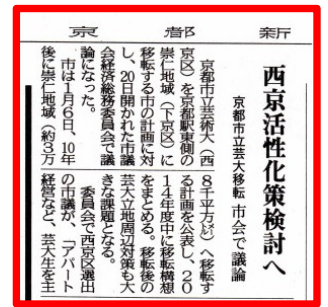 京都新
西京活性化策検討へ
京都市立芸大移転 市会で議論
京都市立芸術大（西
京区）を京都駅東側の
崇仁地域（下京区）に
移転する市の計画に対
し、20日開かれた市議
会経済総務委員会で議
論になった。
市は1月6日、10年
後に崇仁地域（約3万
8千平方㍍）へ移転す
る計画を公表し、20
14年度中に移転構想
をまとめる。移転後の
芸大立地周辺対策も大
きな課題となる。
委員会で西京区選出
の市議が、「アパート
経営など、芸大生を主